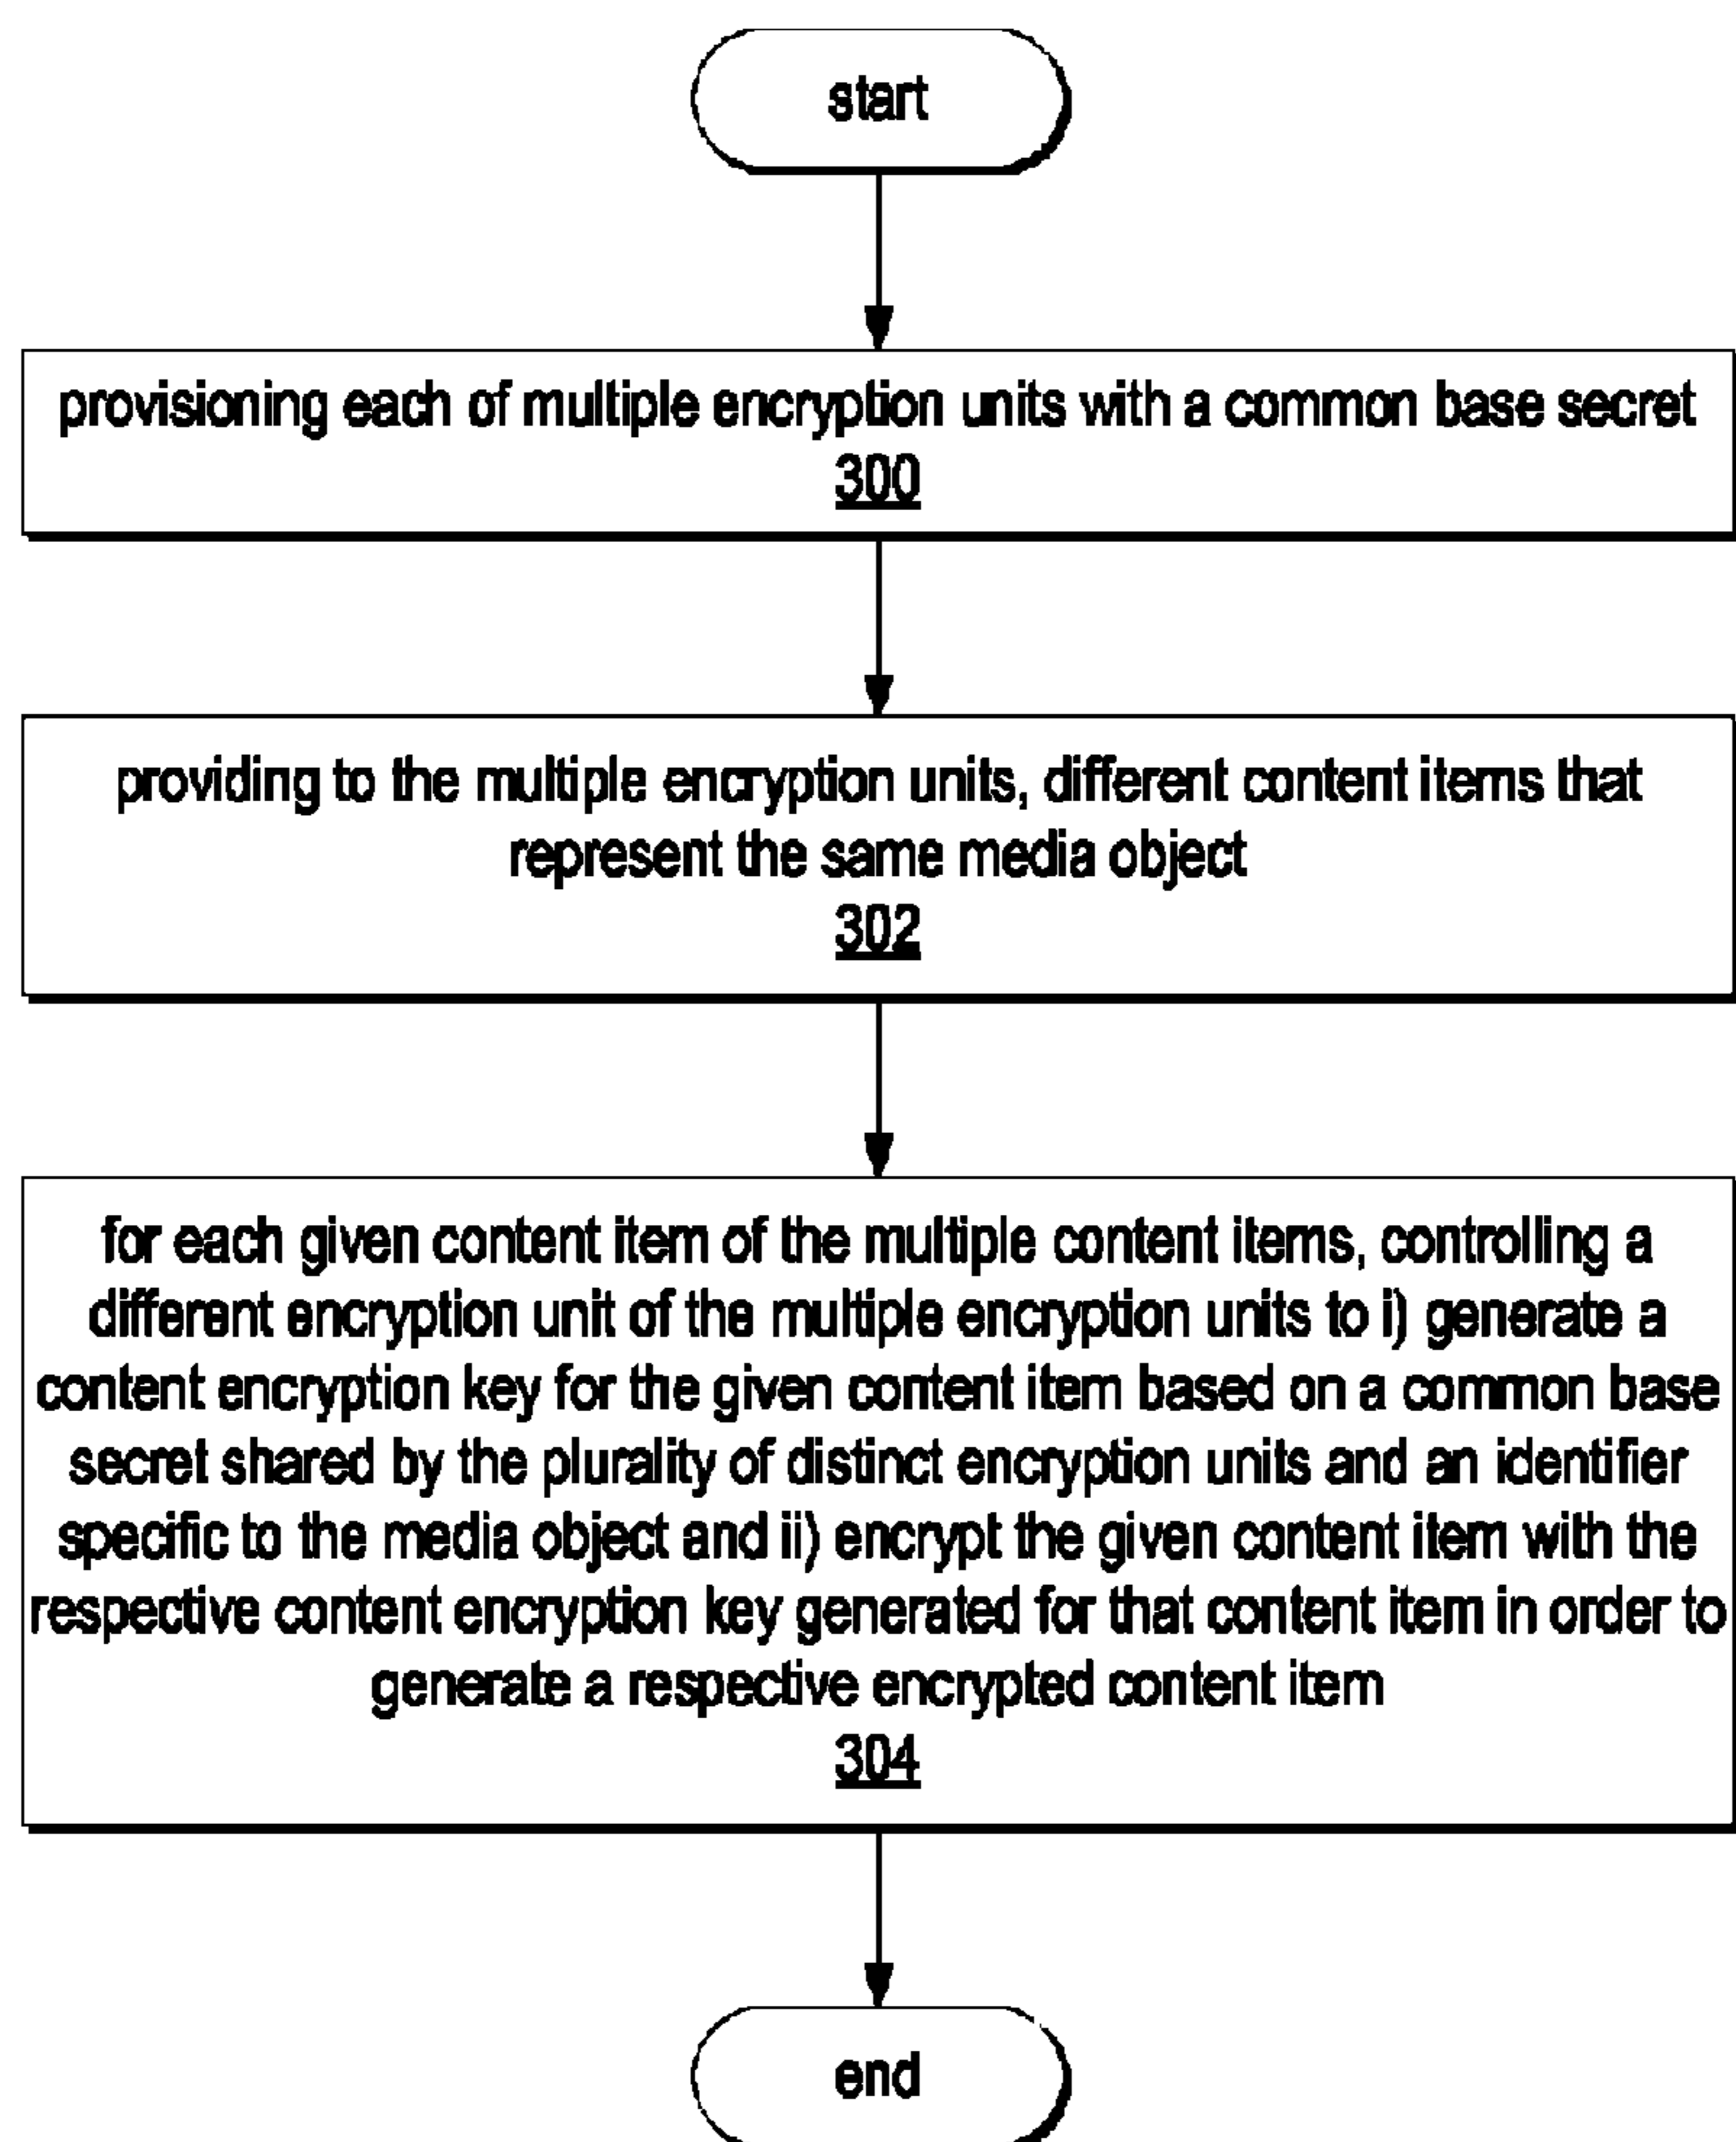 start
provisioning each of multiple encryption units with a common base secret
300
providing to the multiple encryption units, different content items that
represent the same media object
302
for each given content item of the multiple content items, controlling a
different encryption unit of the multiple encryption units to i) generate a
content encryption key for the given content item based on a common base
secret shared by the plurality of distinct encryption units and an identifier
specific to the media object and ii) encrypt the given content item with the
respective content encryption key generated for that content item in order to
generate a respective encrypted content item
304
end